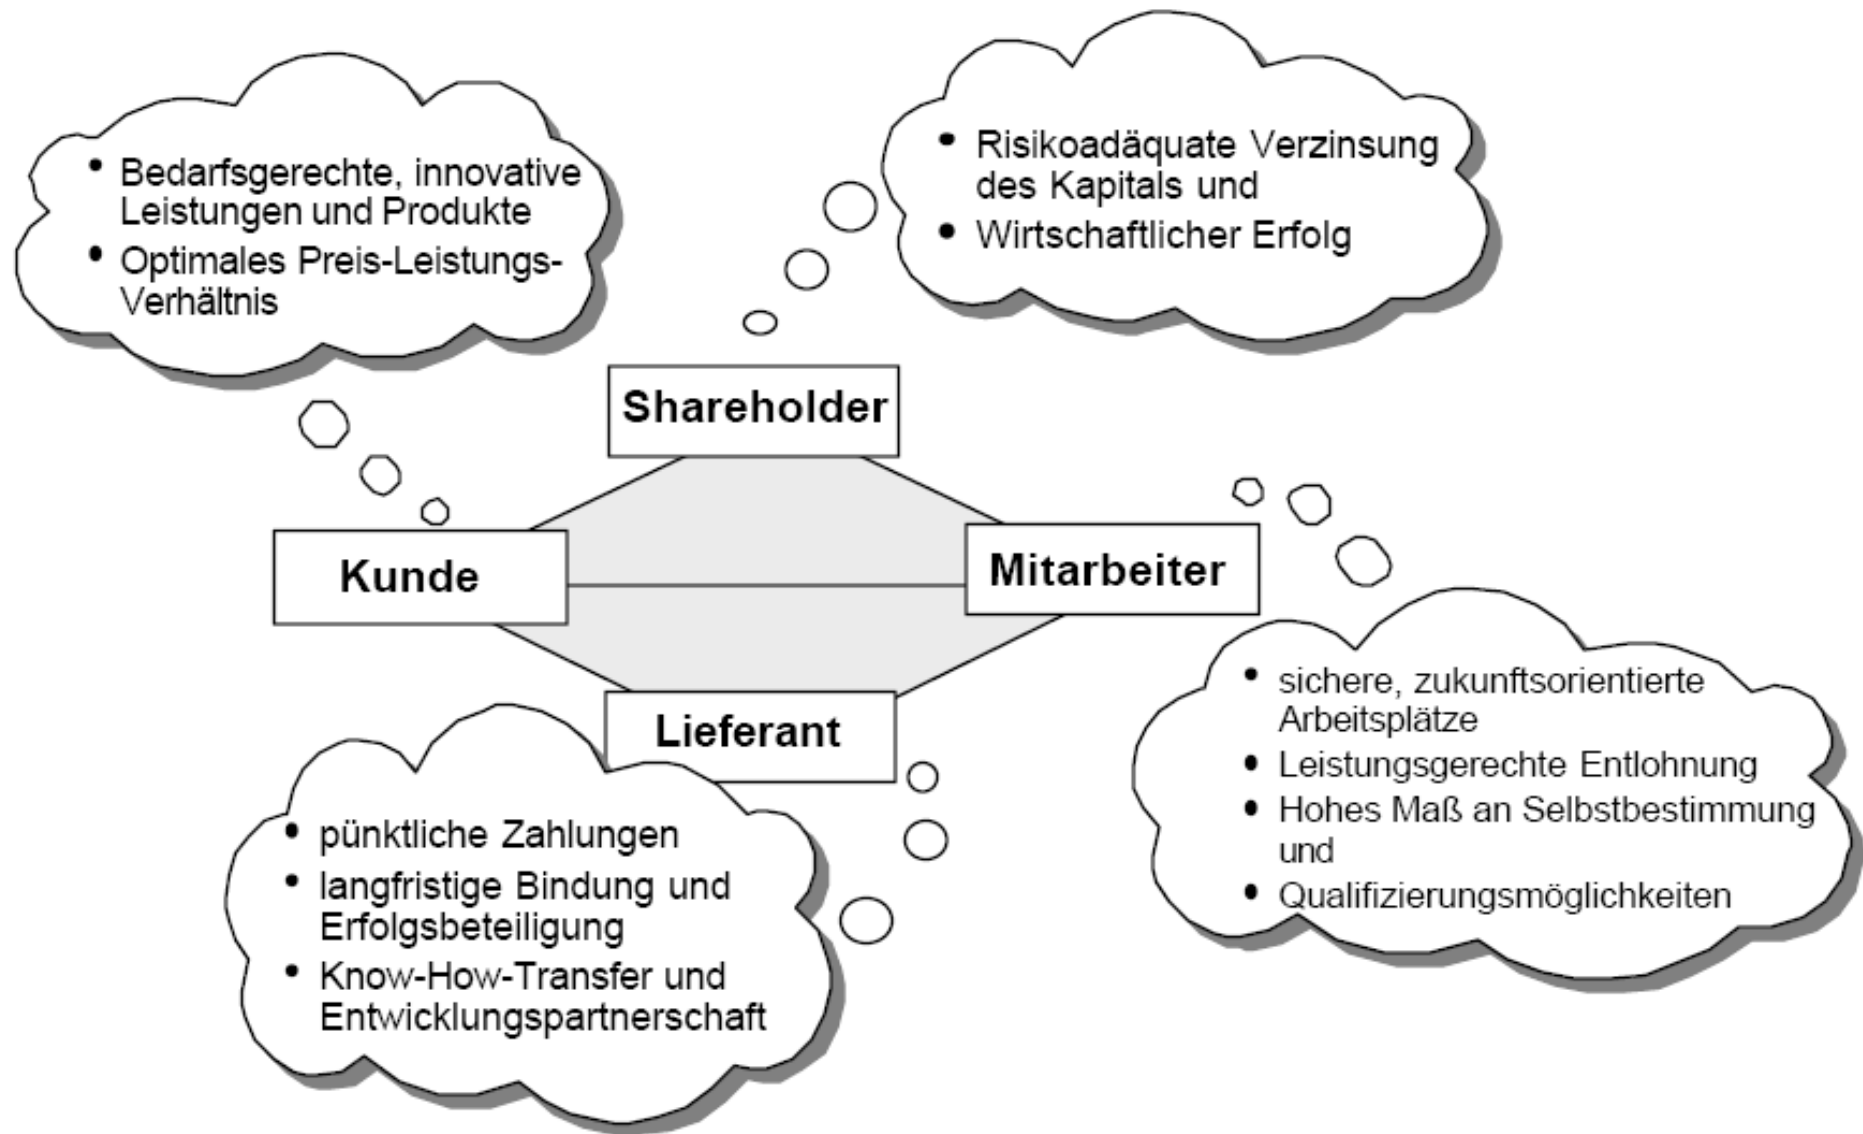 • Bedarfsgerechte, innovative
Leistungen und Produkte
• Optimales Preis-Leistungs-
Verhältnis
• Risikoadäquate Verzinsung
des Kapitals und
• Wirtschaftlicher Erfolg
Shareholder
Kunde
Mitarbeiter
Lieferant
• sichere, zukunftsorientierte
Arbeitsplätze
• Leistungsgerechte Entlohnung
• Hohes Maß an Selbstbestimmung
und
• Qualifizierungsmöglichkeiten
• pünktliche Zahlungen
• langfristige Bindung und
Erfolgsbeteiligung
• Know-How-Transfer und
Entwicklungspartnerschaft